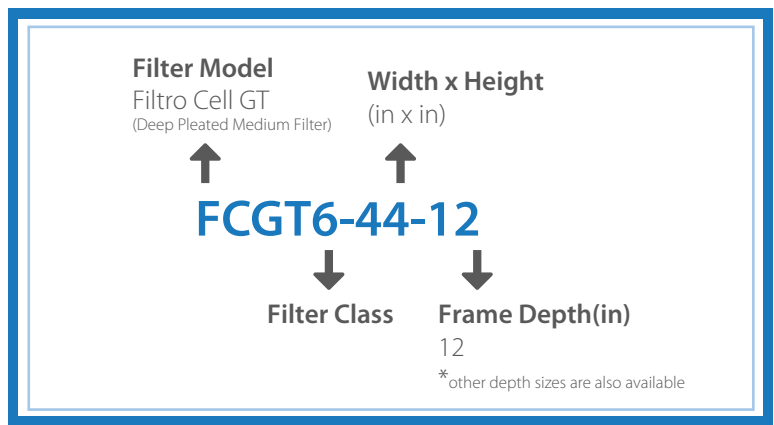 Filter Model
Filtro Cell GT
(Deep Pleated Medium Filter)
Width x Height
(in x in)
FCGT6-44-12
Filter Class
Frame Depth(in)
12
*other depth sizes are also available